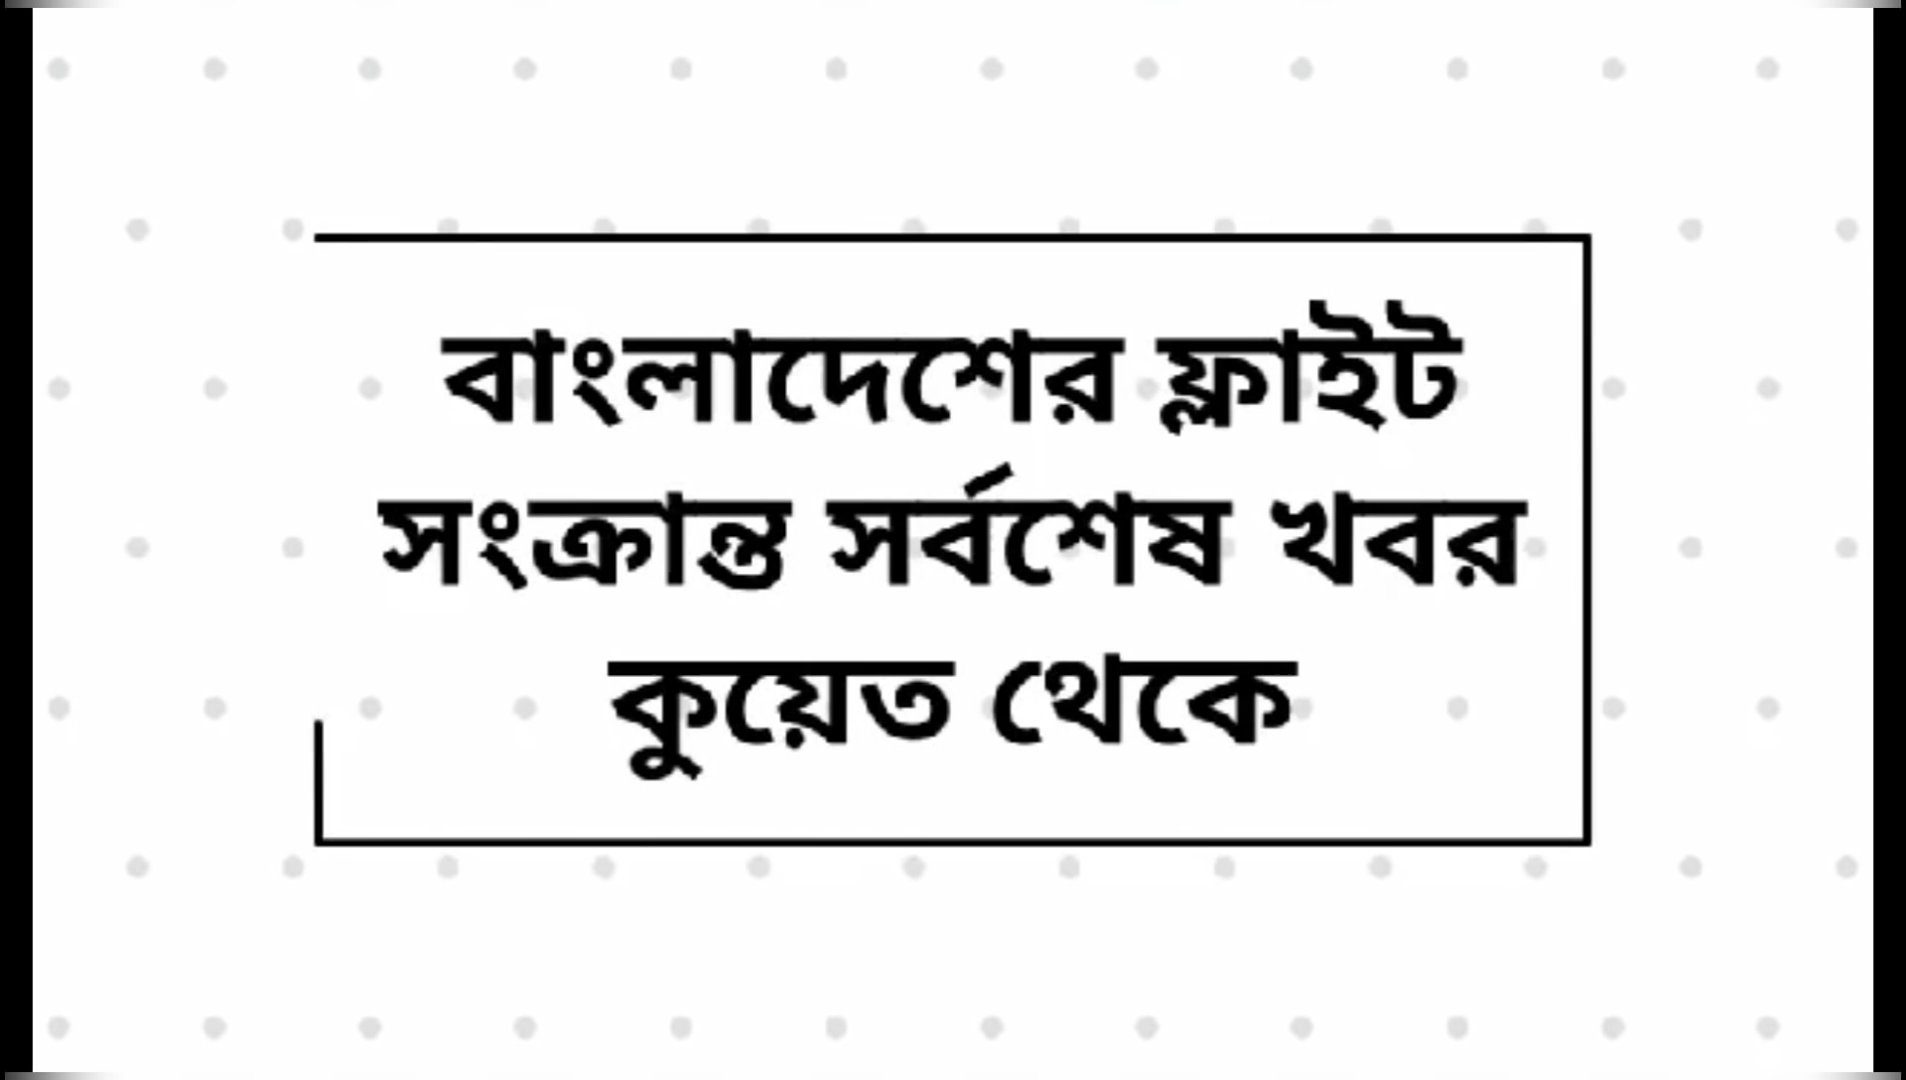 বাংলাদেশের ফ্লাইট
সংক্রান্ত সর্বশেষ খবর
কুয়েত থেকে